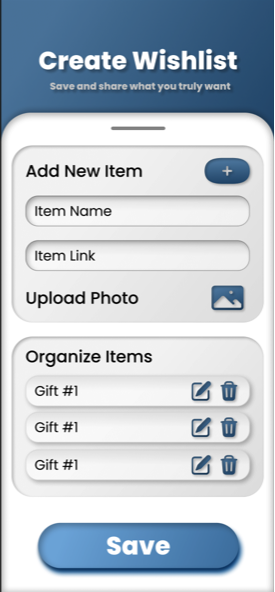 Create Wishlist
Save and share what you truly want
Add New Item
+
Item Name
Item Link
Upload Photo
Organize Items
Gift #1
Gift #1
Gift #1
Save